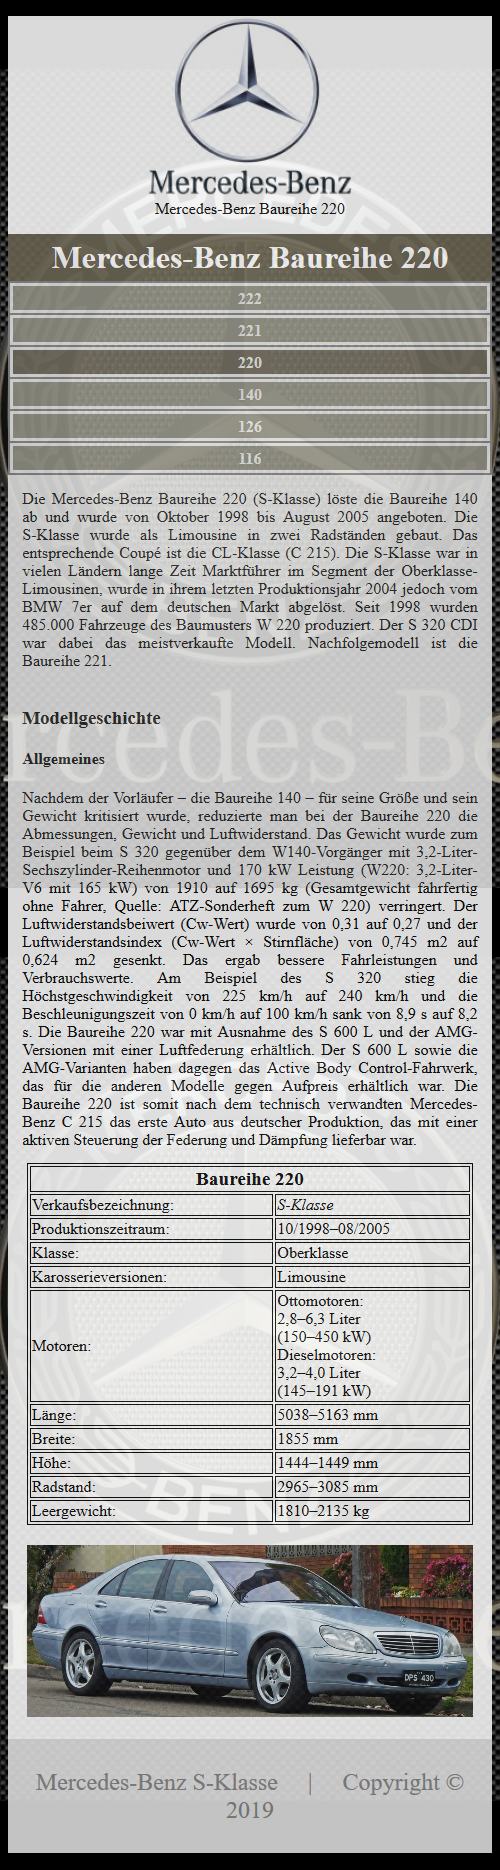 Mercedes-Benz
Mercedes-Benz Baureihe 220
Mercedes-Benz Baureihe 220
222
221
220
140
126
116
Die Mercedes-Benz Baureihe 220 (S-Klasse) löste die Baureihe 140
ab und wurde von Oktober 1998 bis August 2005 angeboten. Die
S-Klasse wurde als Limousine in zwei Radständen gebaut. Das
entsprechende Coupé ist die CL-Klasse (C 215). Die S-Klasse war in
vielen Ländern lange Zeit Marktführer im Segment der Oberklasse-
Limousinen, wurde in ihrem letzten Produktionsjahr 2004 jedoch vom
BMW 7er auf dem deutschen Markt abgelöst. Seit 1998 wurden
485.000 Fahrzeuge des Baumusters W 220 produziert. Der S 320 CDI
war dabei das meistverkaufte Modell. Nachfolgemodell ist die
Baureihe 221.
Modellgeschichte
Allgemeines
Nachdem der Vorläufer – die Baureihe 140 – für seine Größe und sein
Gewicht kritisiert wurde, reduzierte man bei der Baureihe 220 die
Abmessungen, Gewicht und Luftwiderstand. Das Gewicht wurde zum
Beispiel beim S 320 gegenüber dem W140-Vorgänger mit 3,2-Liter-
Sechszylinder-Reihenmotor und 170 kW Leistung (W220: 3,2-Liter-
V6 mit 165 kW) von 1910 auf 1695 kg (Gesamtgewicht fahrfertig
ohne Fahrer, Quelle: ATZ-Sonderheft zum W 220) verringert. Der
Luftwiderstandsbeiwert (Cw-Wert) wurde von 0,31 auf 0,27 und der
Luftwiderstandsindex (Cw-Wert × Stirnfläche) von 0,745 m2 auf
0,624 m2 gesenkt. Das ergab bessere Fahrleistungen und
Verbrauchswerte. Am Beispiel des S 320 stieg die
Höchstgeschwindigkeit von 225 km/h auf 240 km/h und die
Beschleunigungszeit von 0 km/h auf 100 km/h sank von 8,9 s auf 8,2
s. Die Baureihe 220 war mit Ausnahme des S 600 L und der AMG-
Versionen mit einer Luftfederung erhältlich. Der S 600 L sowie die
AMG-Varianten haben dagegen das Active Body Control-Fahrwerk,
das für die anderen Modelle gegen Aufpreis erhältlich war. Die
Baureihe 220 ist somit nach dem technisch verwandten Mercedes-
Benz C 215 das erste Auto aus deutscher Produktion, das mit einer
aktiven Steuerung der Federung und Dämpfung lieferbar war.
Baureihe 220
Verkaufsbezeichnung: S-Klasse
Produktionszeitraum: 10/1998–08/2005
Klasse: Oberklasse
Karosserieversionen: Limousine
Motoren: Ottomotoren:
2,8–6,3 Liter
(150–450 kW)
Dieselmotoren:
3,2–4,0 Liter
(145–191 kW)
Länge: 5038–5163 mm
Breite: 1855 mm
Höhe: 1444–1449 mm
Radstand: 2965–3085 mm
Leergewicht: 1810–2135 kg
DPS 430
Mercedes-Benz S-Klasse | Copyright ©
2019